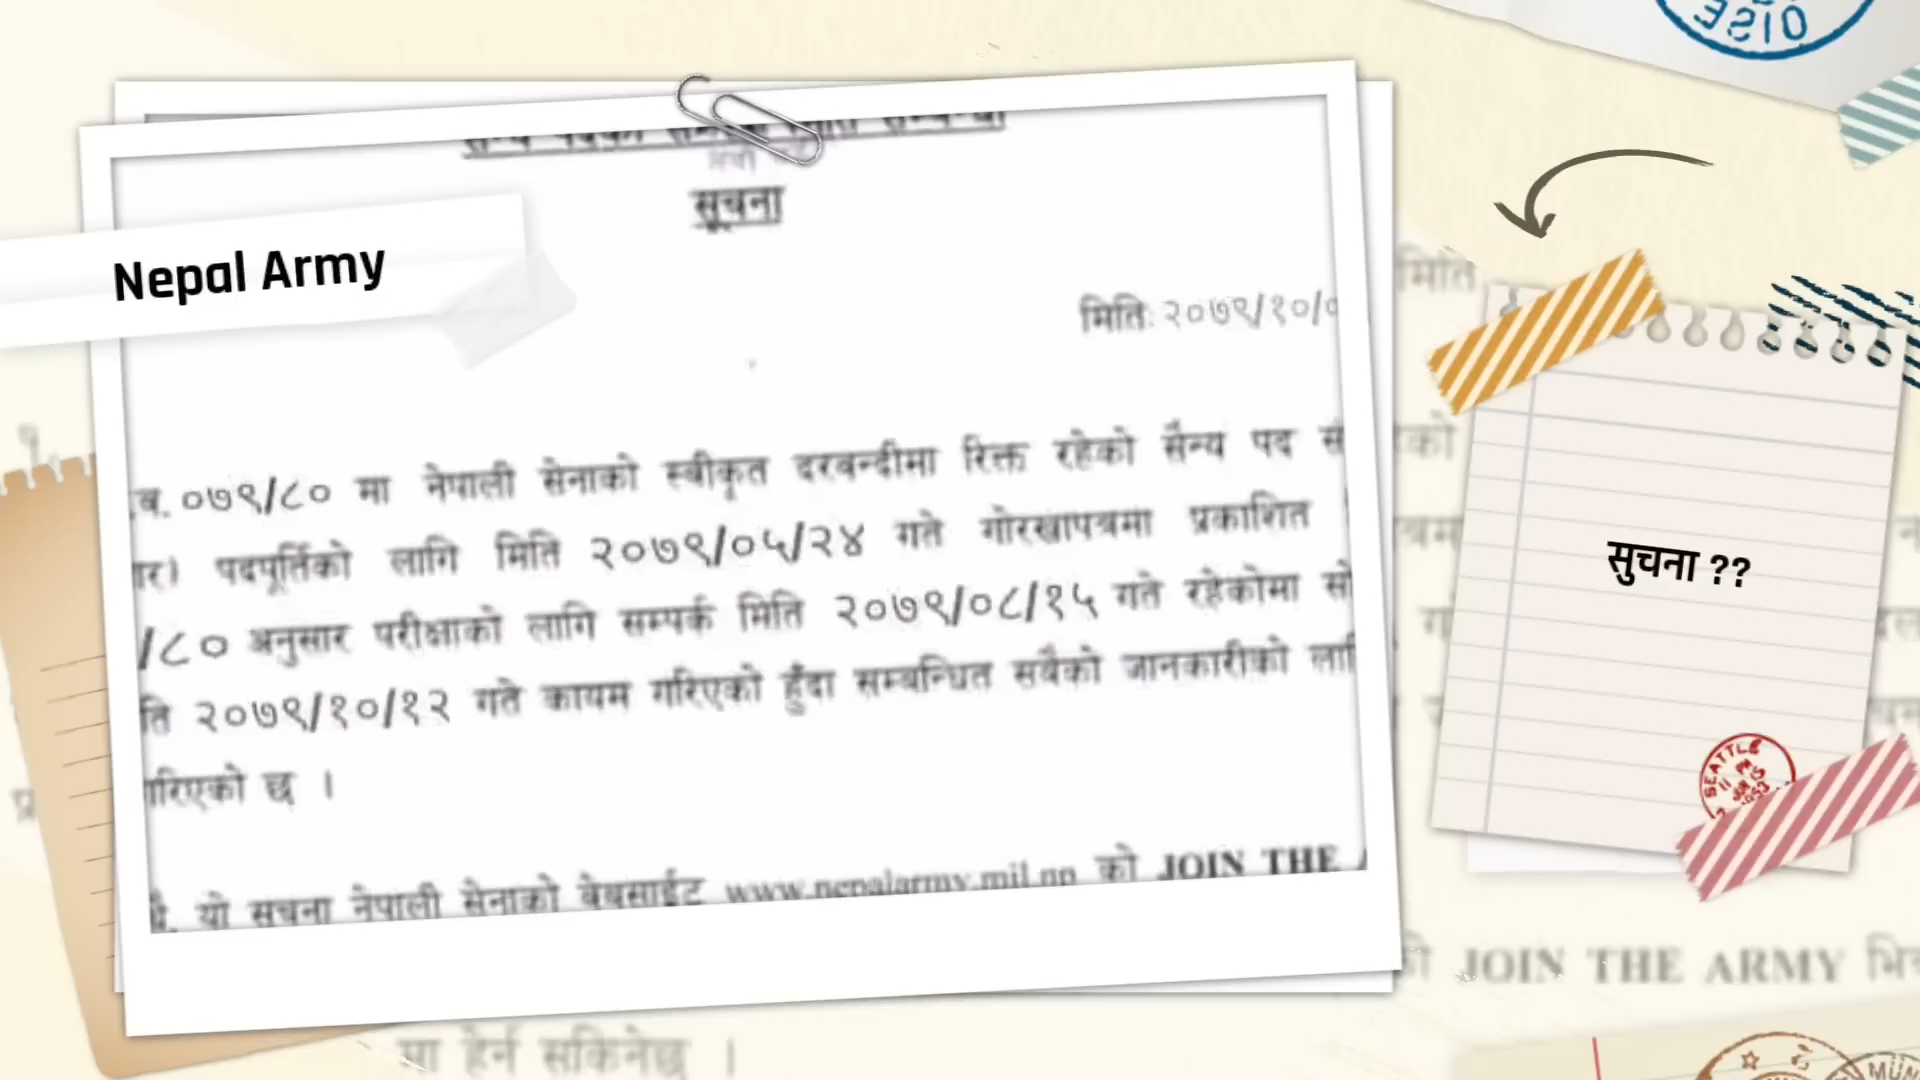 Nepal Army
सूचना
मितिः २०७९/१०/
ब. ०७९/८० मा नेपाली सेनाको स्वीकृत दरबन्दीमा रिक्त रहेको सैन्य पद
पदपूर्तिको लागि मिति २०७९/०५/२४ गते गोरखापत्रमा प्रकाशित
/८० अनुसार परीक्षाको लागि सम्पर्क मिति २०७९/०८/१५ गते रहेकोमा
ति २०७९/१०/१२ गते कायम गरिएको हुँदा सम्बन्धित सबैको जानकारीको
गरिएको छ ।
यो सूचना नेपाली सेनाको वेबसाईट www.nepalarmy.mil.np को JOIN THE
सुचना ??
मिति
JOIN THE ARMY
मा हेर्न सकिनेछ ।
SEATTLE